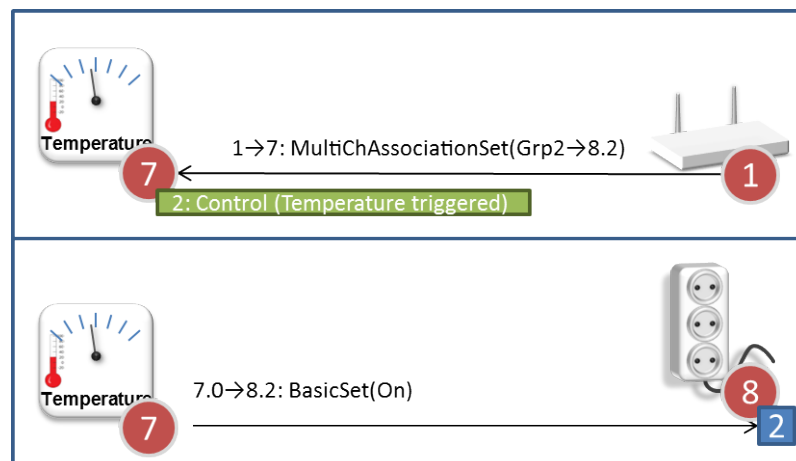 Temperature
1→7: MultiChAssociationSet(Grp2→8.2)
7
1
2: Control (Temperature triggered)
7.0→8.2: BasicSet(On)
Temperature
8
7
2